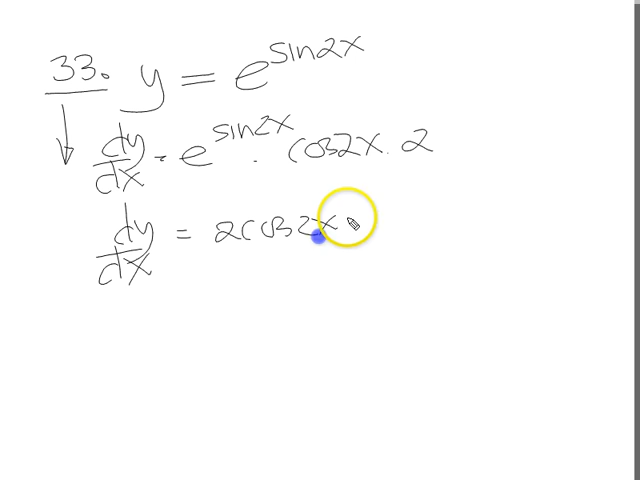 33. y = e^sin2x
dy/dx = e^sin2x · cos2x · 2
dy/dx = 2cos2x